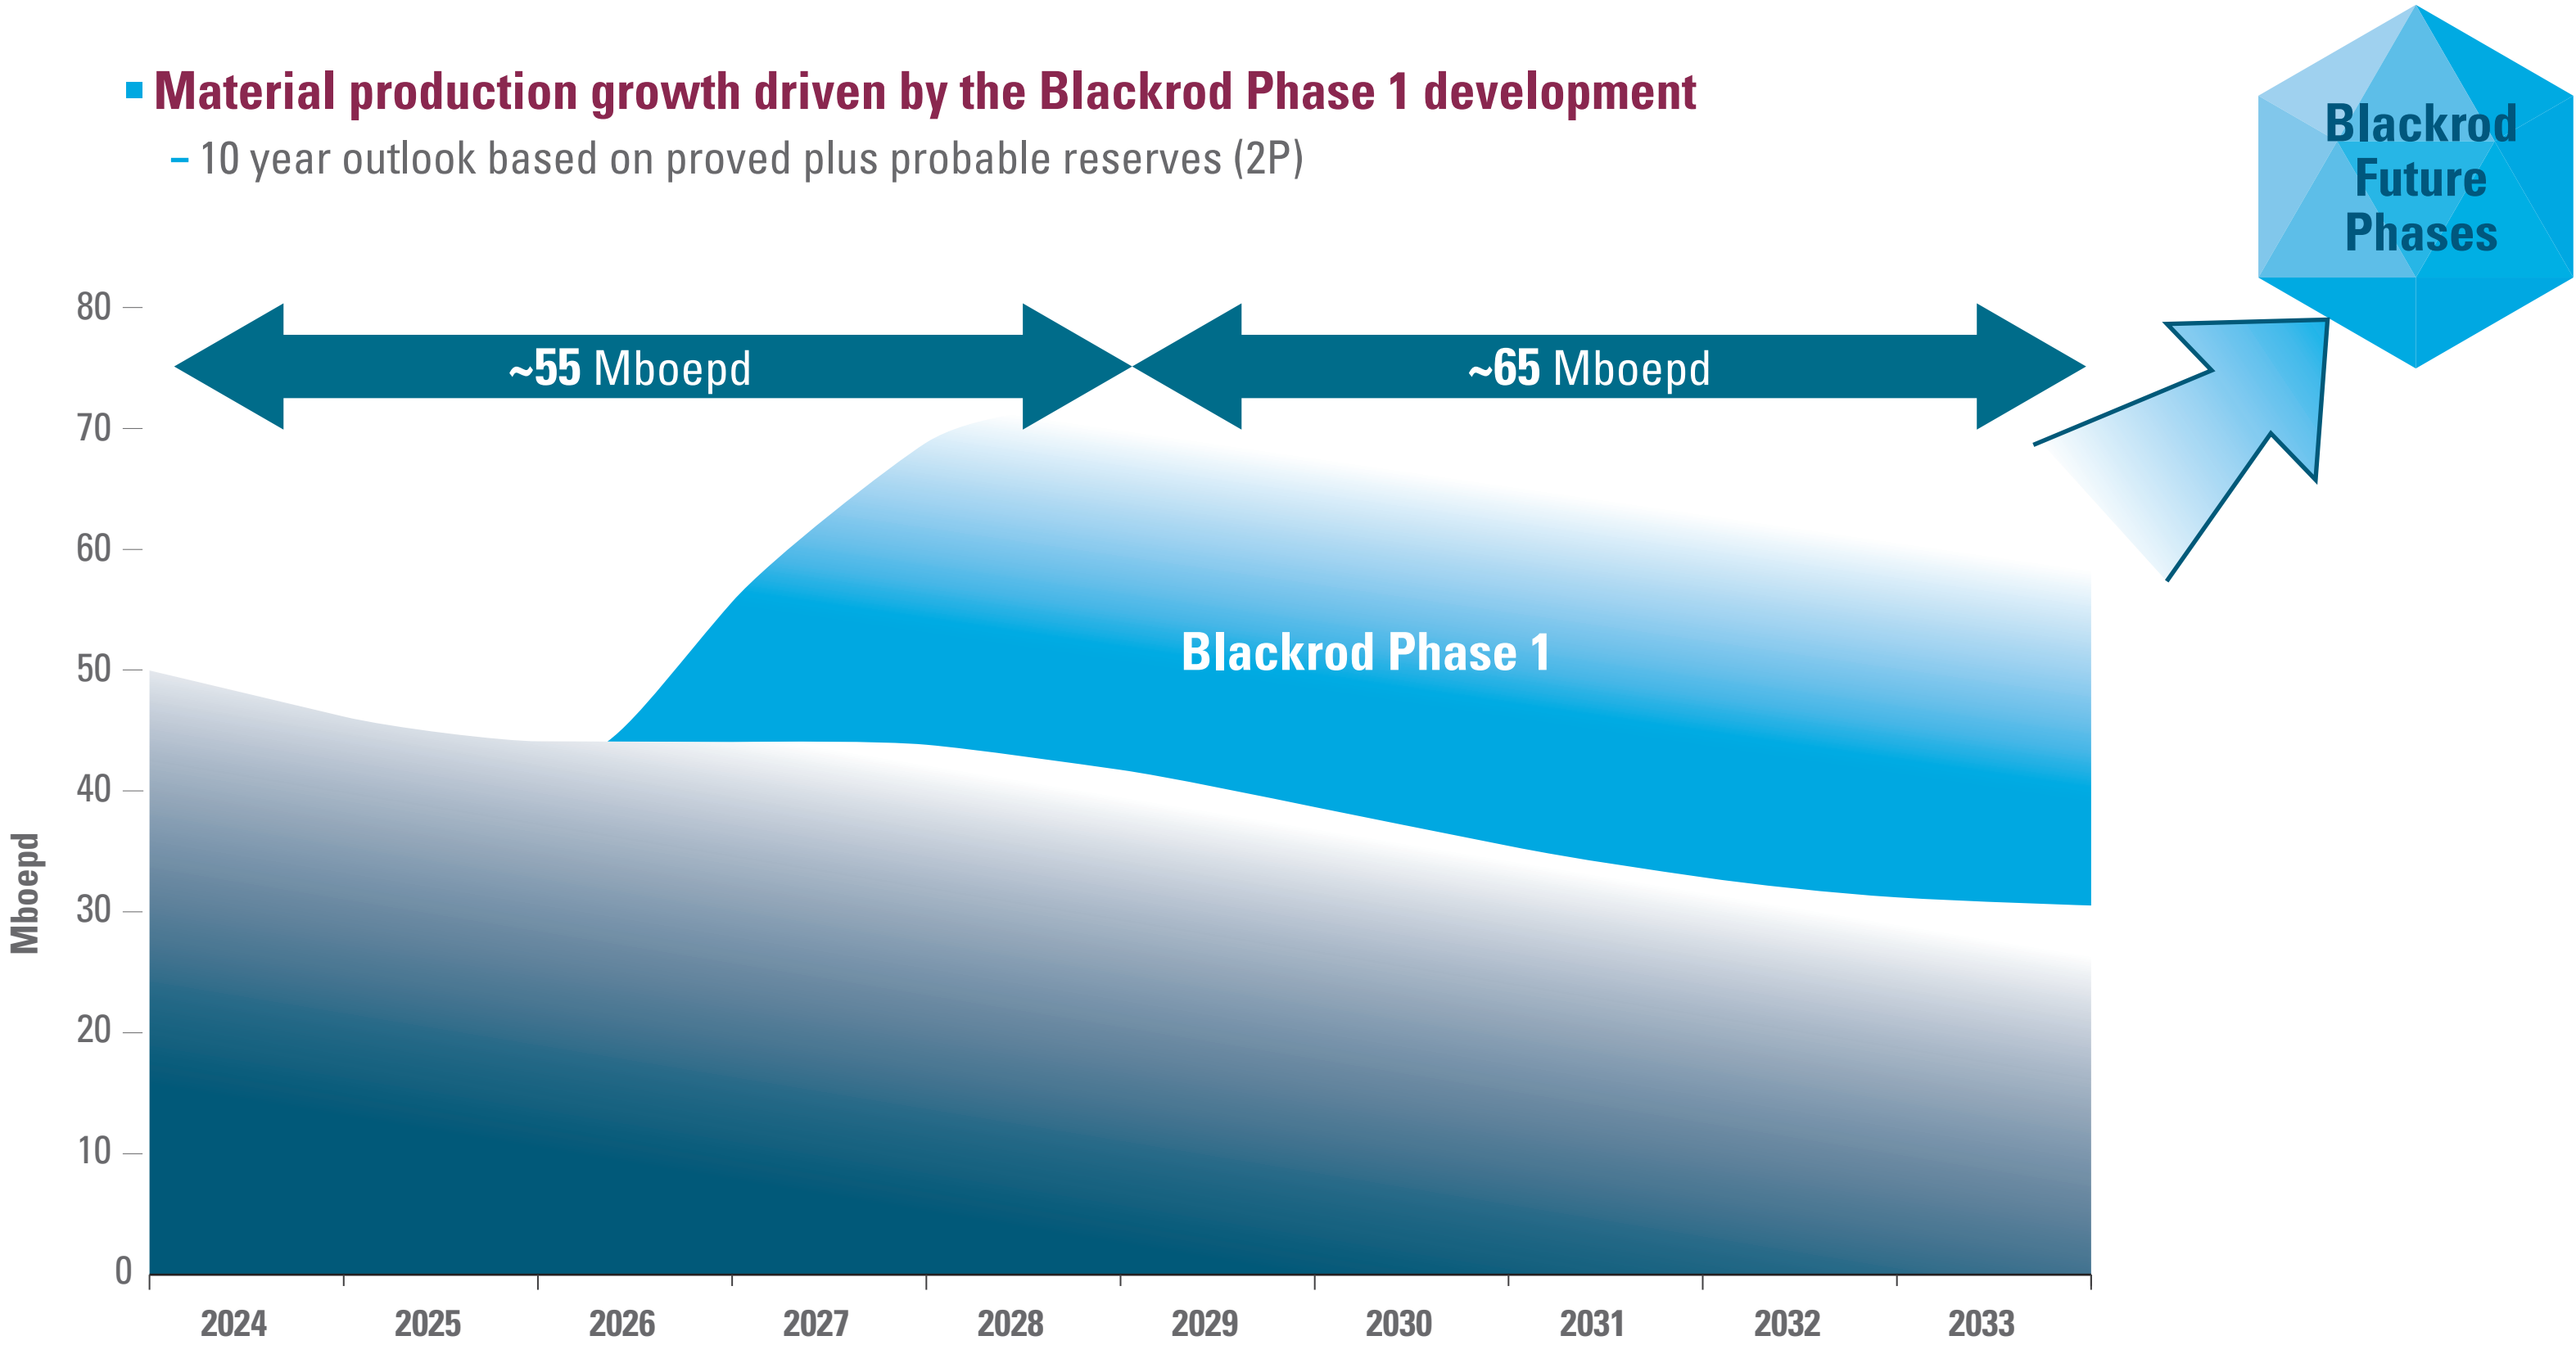 Material production growth driven by the Blackrod Phase 1 development
– 10 year outlook based on proved plus probable reserves (2P)
Blackrod
Future
Phases
80
~55 Mboepd
~65 Mboepd
70
60
Blackrod Phase 1
50
40
30
20
10
0
Mboepd
2024
2025
2026
2027
2028
2029
2030
2031
2032
2033